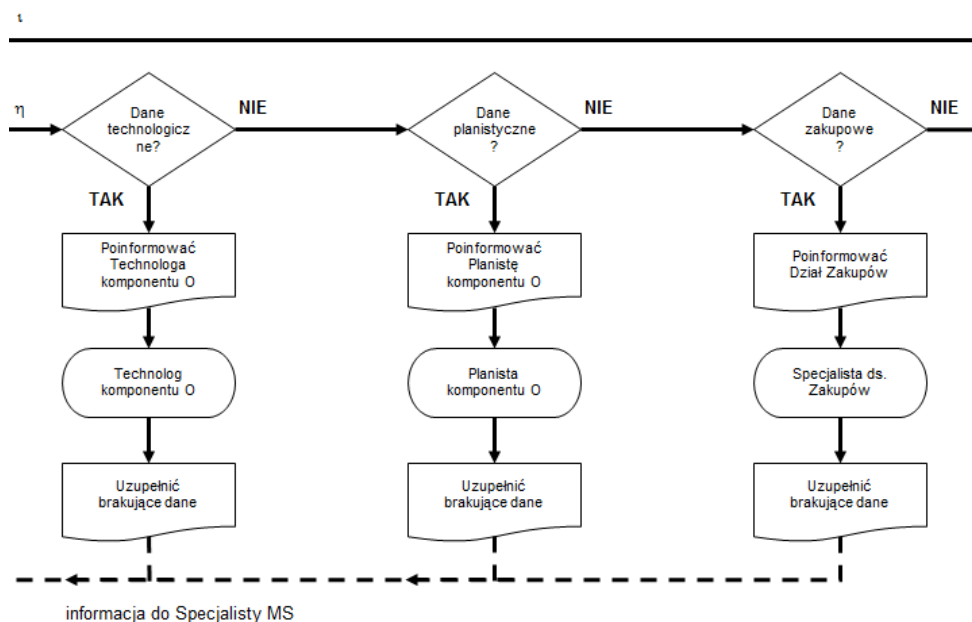 ι
η
Dane
technologicz
ne?
NIE
Dane
planistyczne
?
NIE
Dane
zakupowe
?
NIE
TAK
TAK
TAK
Poinformować
Technologa
komponentu O
Poinformować
Planistę
komponentu O
Poinformować
Dział Zakupów
Technolog
komponentu O
Planista
komponentu O
Specjalista ds.
Zakupów
Uzupełnić
brakujące dane
Uzupełnić
brakujące dane
Uzupełnić
brakujące dane
informacja do Specjalisty MS